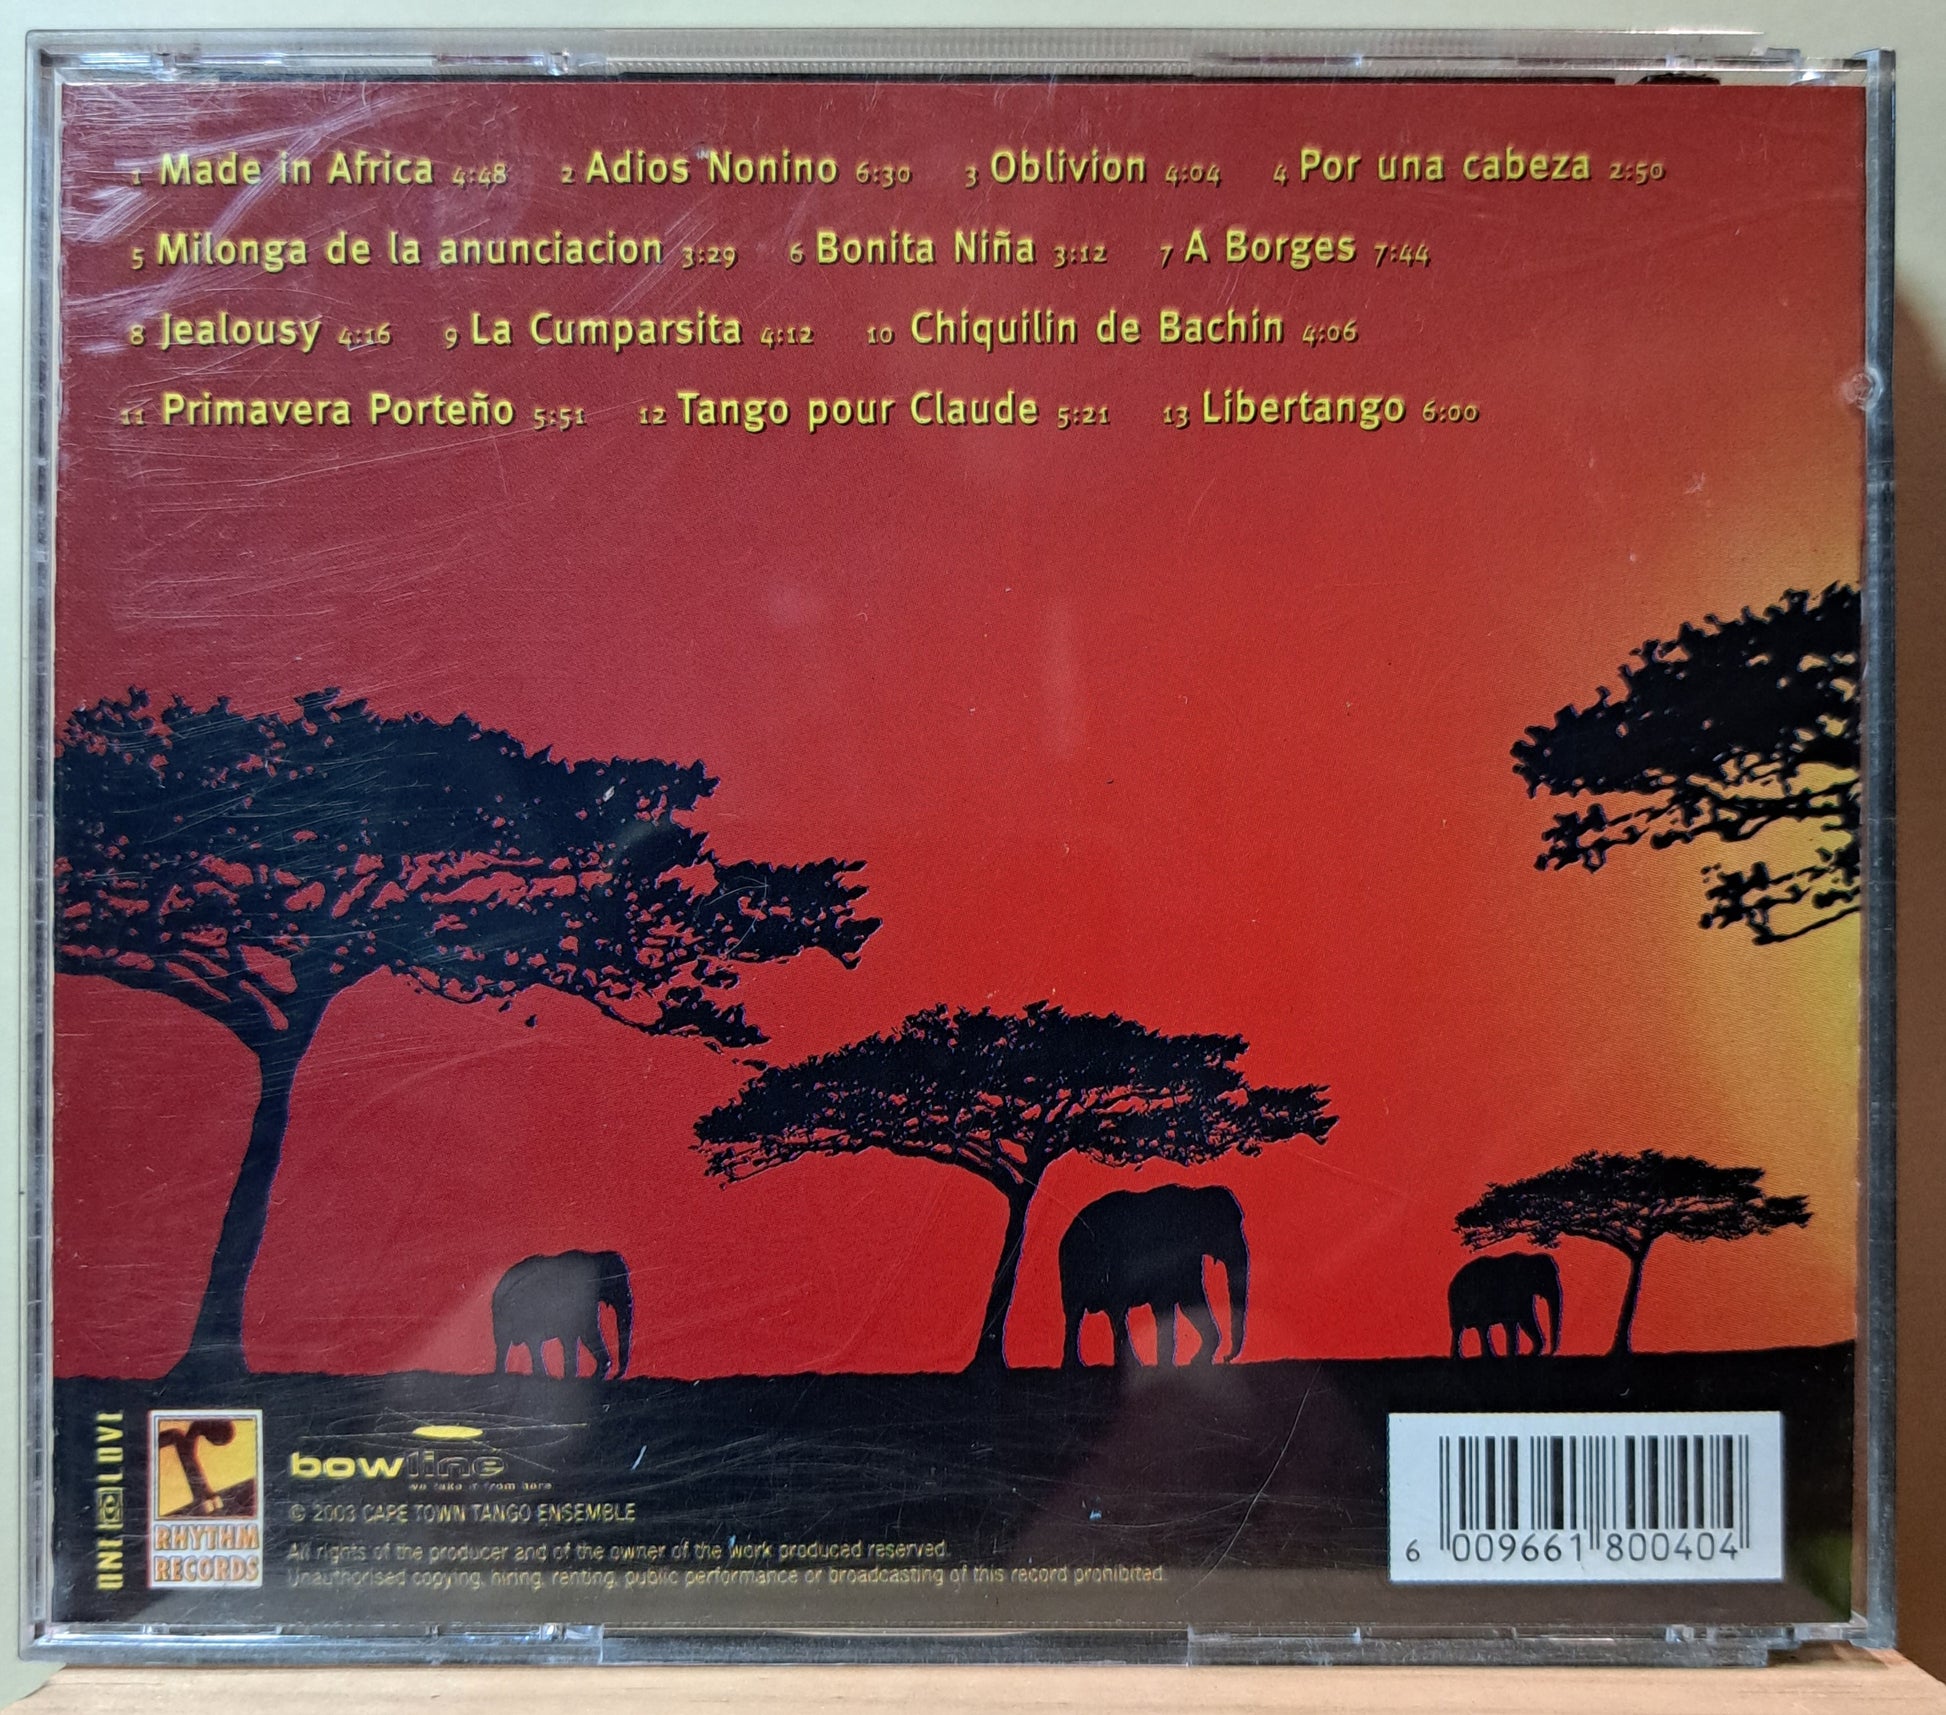 1 Made in Africa 4:48 2 Adios Nonino 6:30 3 Oblivion 4:04 4 Por una cabeza 2:50
5 Milonga de la anunciacion 3:29 6 Bonita Niña 3:12 7 A Borges 7:44
8 Jealousy 4:16 9 La Cumparsita 4:12 10 Chiquilin de Bachin 4:06
11 Primavera Porteño 5:51 12 Tango pour Claude 5:21 13 Libertango 6:00
RHYTHM
RECORDS
bowline
we take it from here
© 2003 CAPE TOWN TANGO ENSEMBLE
All rights of the producer and of the owner of the work produced reserved.
Unauthorised copying, hiring, renting, public performance or broadcasting of this record prohibited.
6 009661 800404